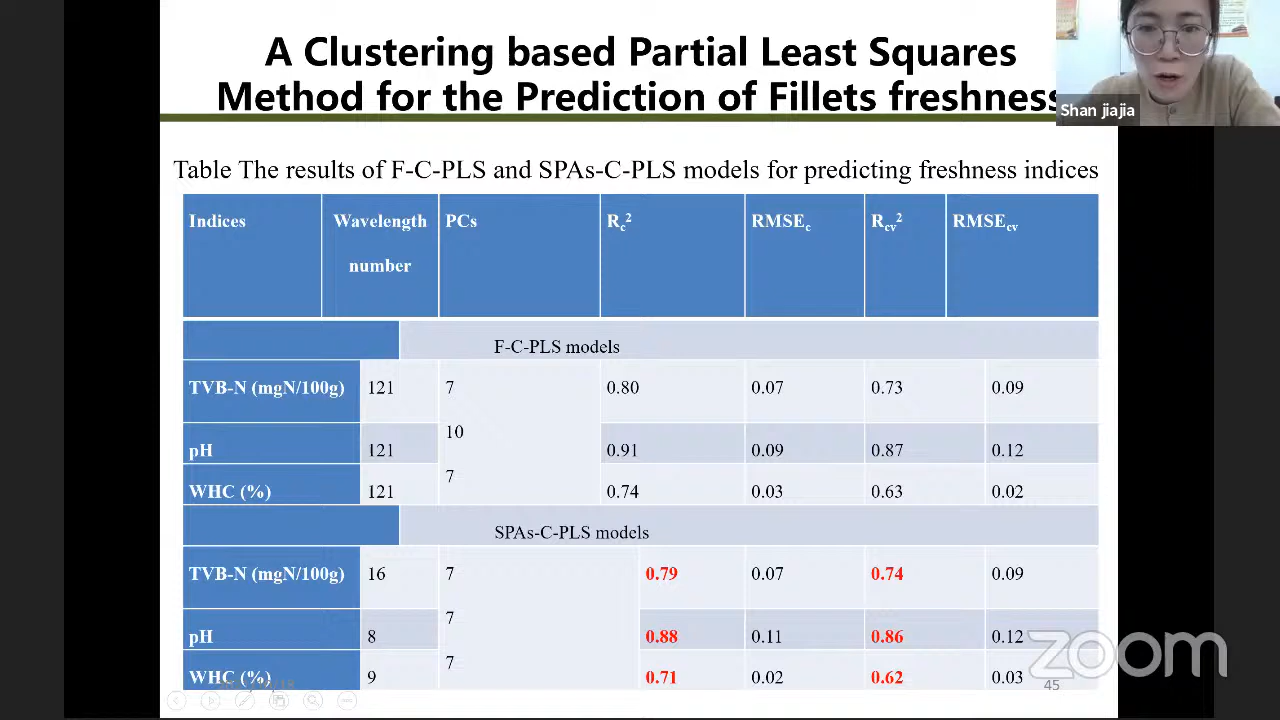 A Clustering based Partial Least Squares
Method for the Prediction of Fillets freshness
Shan jiajia
Table The results of F-C-PLS and SPAs-C-PLS models for predicting freshness indices
Indices Wavelength number PCs Rc² RMSEc Rcv² RMSEcv
F-C-PLS models
TVB-N (mgN/100g) 121 7 0.80 0.07 0.73 0.09
pH 121 10 0.91 0.09 0.87 0.12
WHC (%) 121 7 0.74 0.03 0.63 0.02
SPAs-C-PLS models
TVB-N (mgN/100g) 16 7 0.79 0.07 0.74 0.09
pH 8 7 0.88 0.11 0.86 0.12
WHC (%) 9 7 0.71 0.02 0.62 0.03
45
zoom